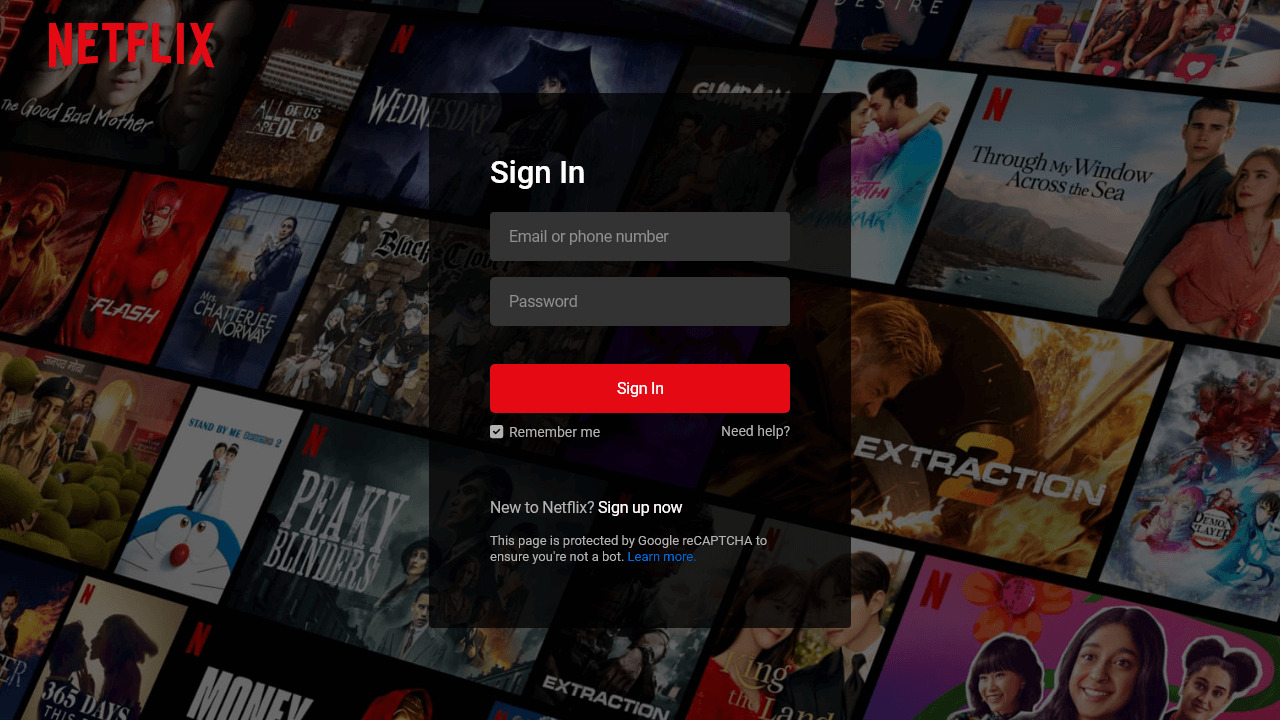 NETFLIX
DESIRE
The Good Bad Mother
ALL OF US
ARE DEAD
WEDNESDAY
GUMRAAH
Through My Window
Across the Sea
Sign In
Email or phone number
Password
Sign In
Remember me
Need help?
New to Netflix? Sign up now
This page is protected by Google reCAPTCHA to
ensure you're not a bot. Learn more.
FLASH
Mrs.
CHATTERJEE
NORWAY
Black Clover
EXTRACTION
2
STAND BY ME DORAEMON 2
PEAKY
BLINDERS
DEMON
SLAYER
365 DAYS
MONEY
EXTRACTION
King
the Land